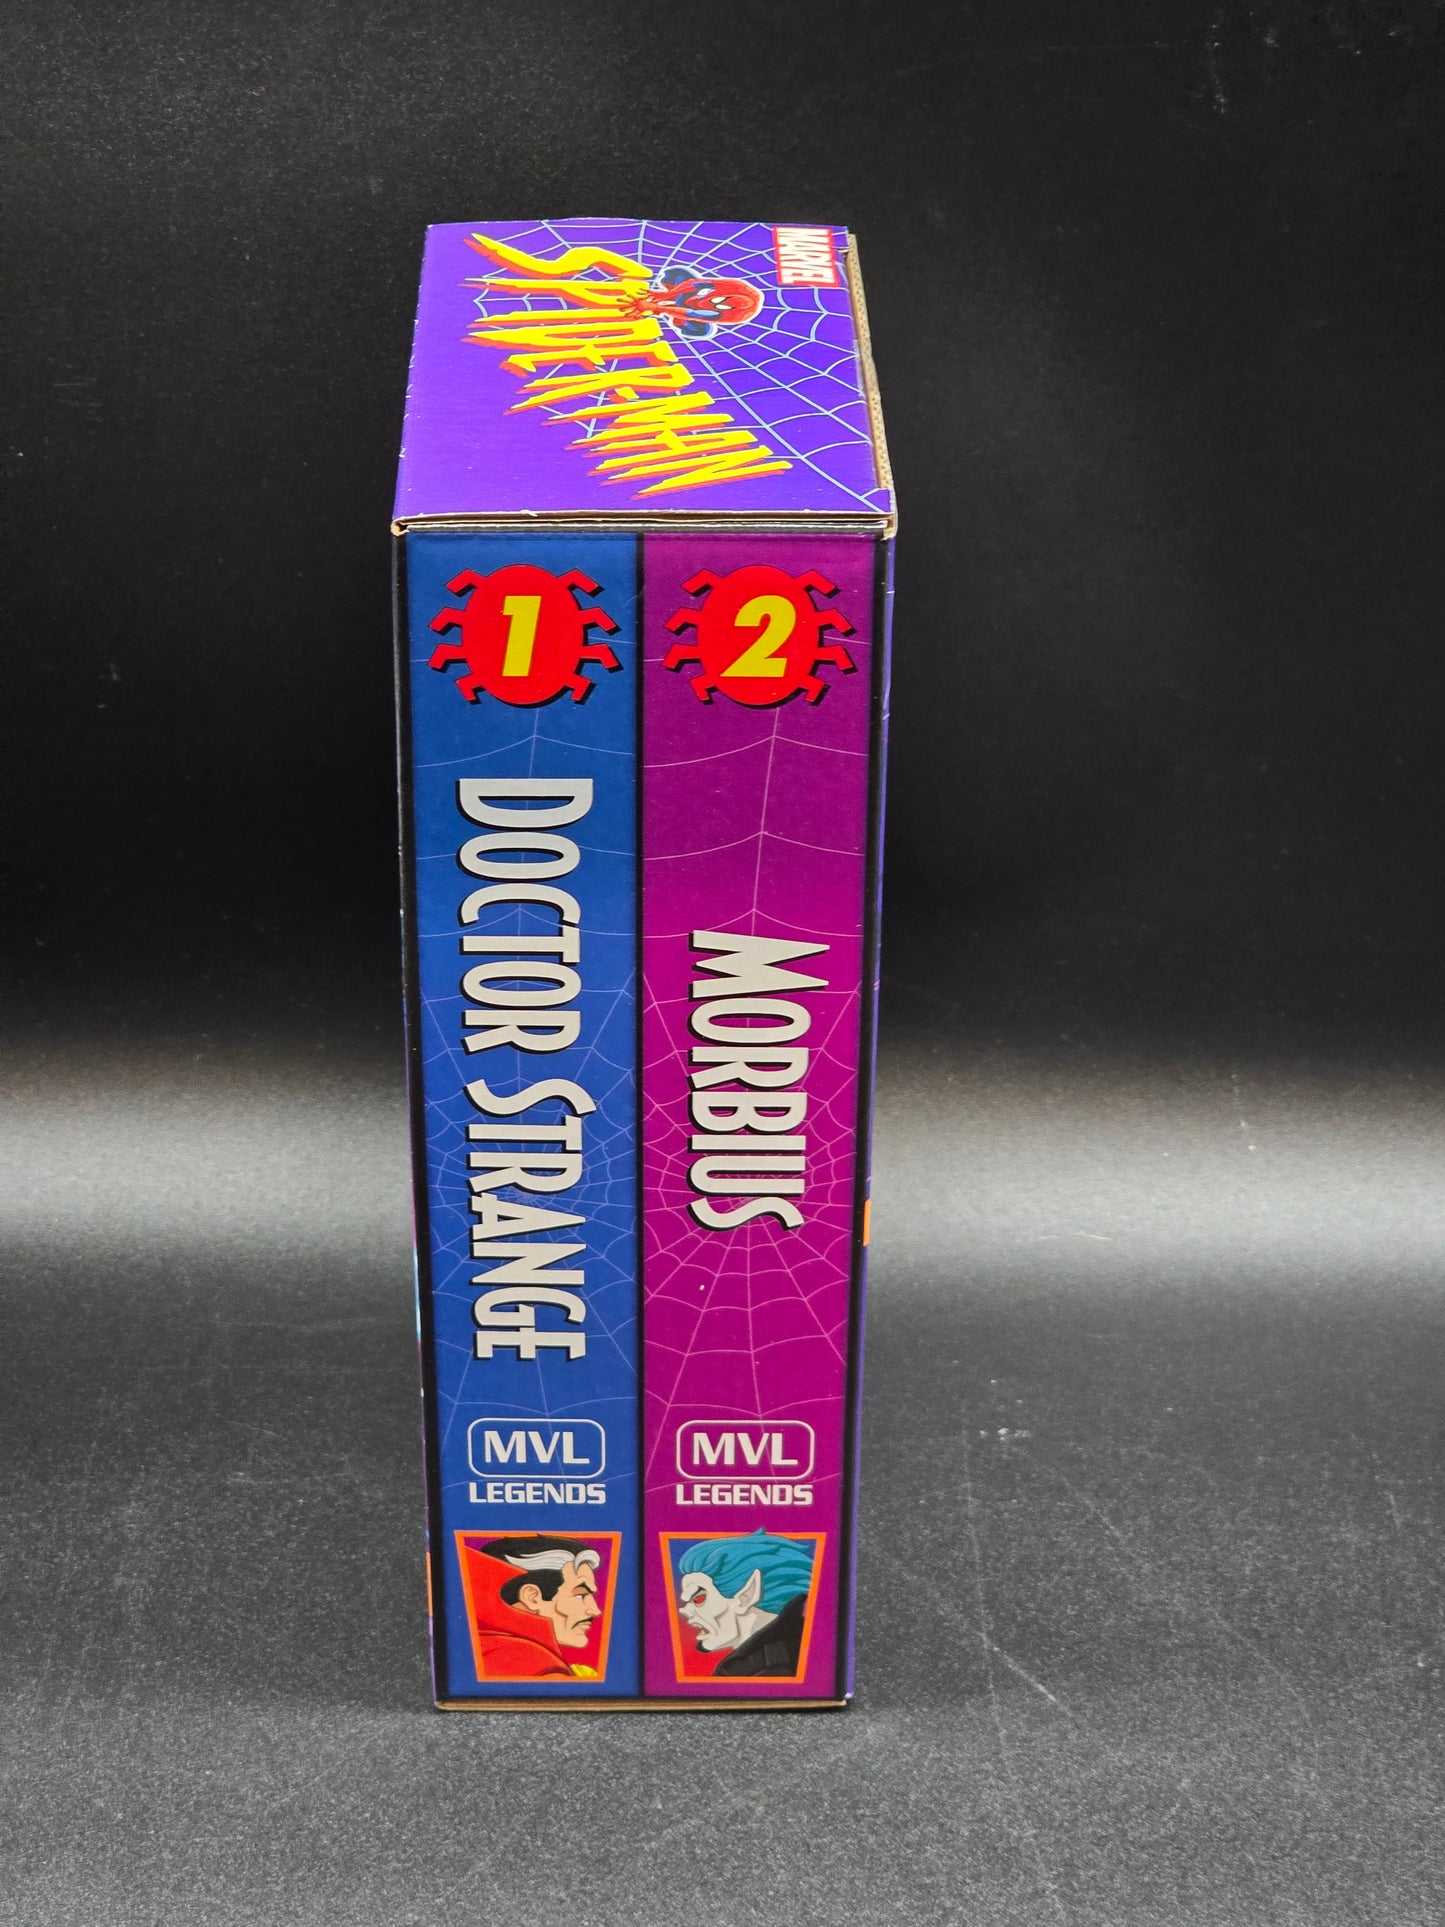 MARVEL
SPIDER-MAN
1
DOCTOR STRANGE
MVL
LEGENDS
2
MORBIUS
MVL
LEGENDS